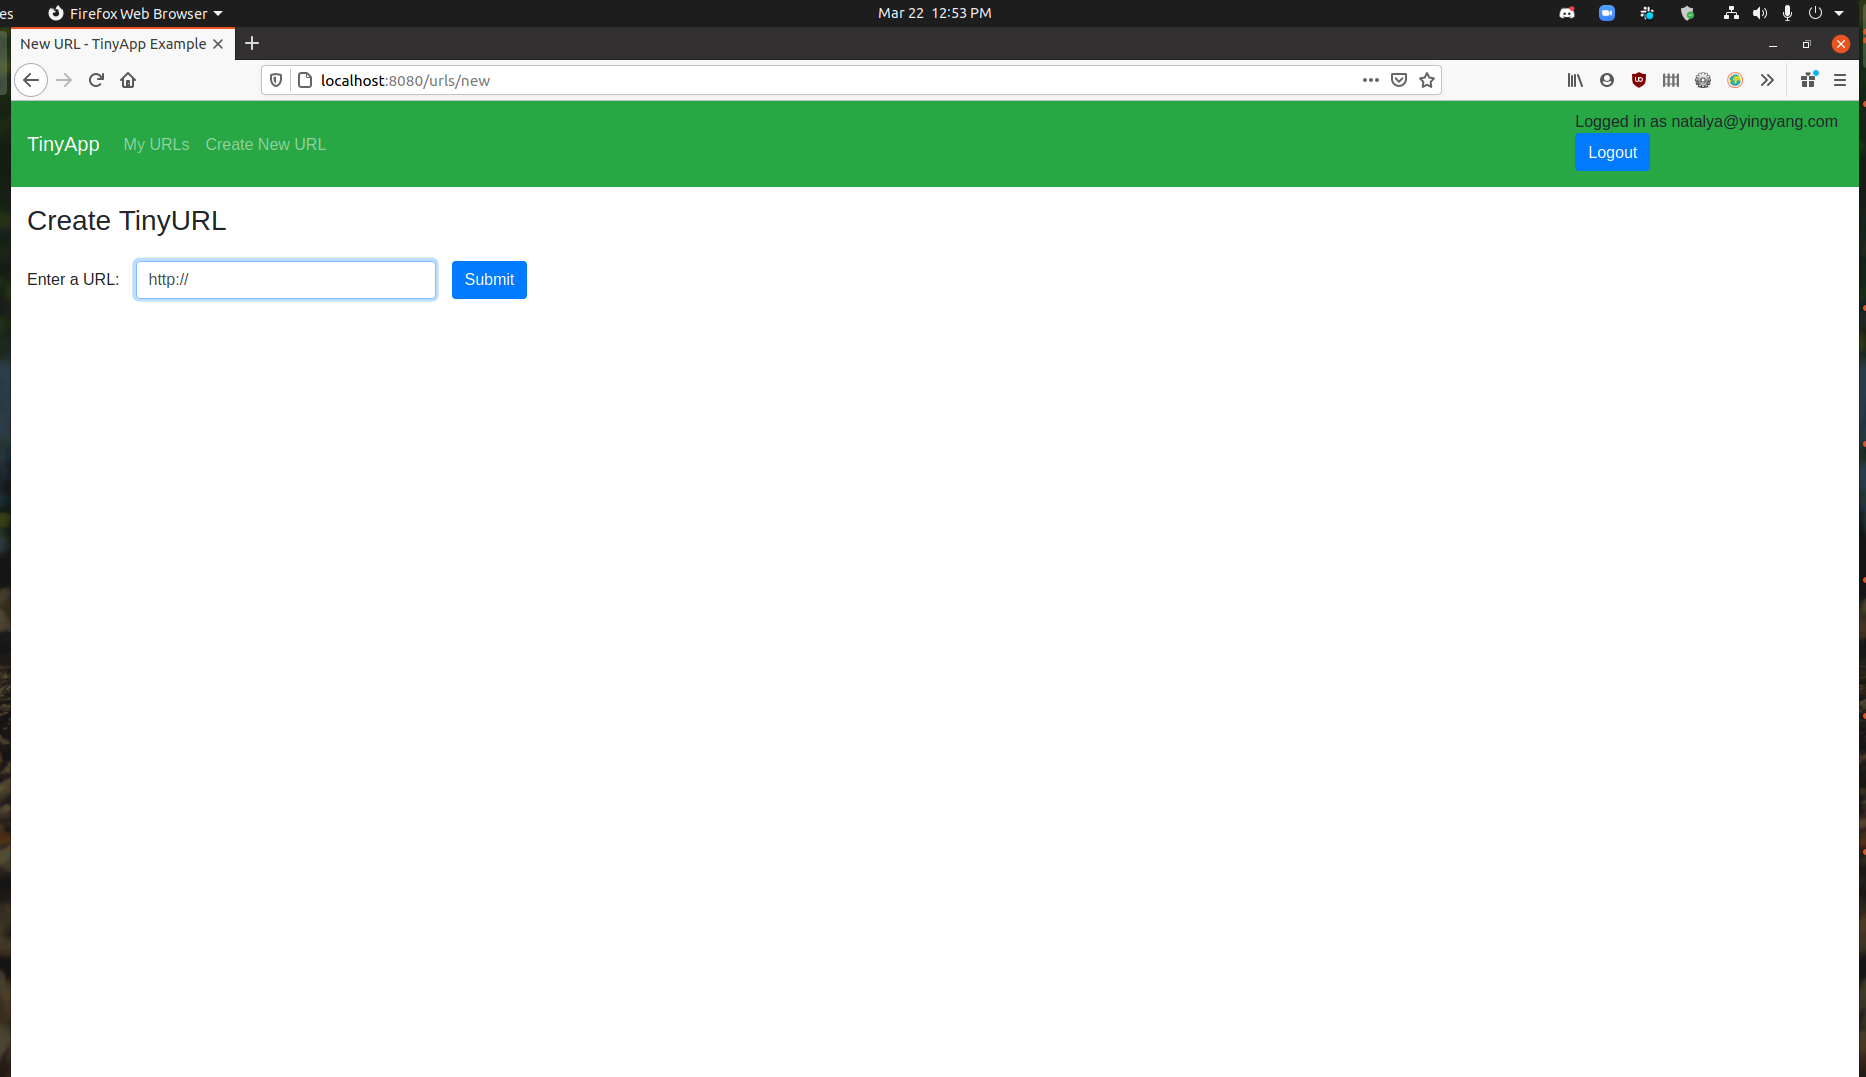 es Firefox Web Browser Mar 22 12:53 PM
New URL - TinyApp Example
localhost:8080/urls/new
Logged in as natalya@yingyang.com
TinyApp My URLs Create New URL
Logout
Create TinyURL
Enter a URL: http:// Submit